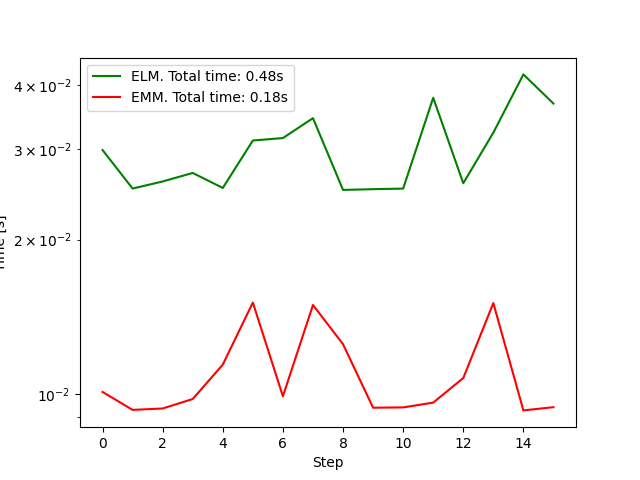 ELM. Total time: 0.48s
EMM. Total time: 0.18s
4 × 10⁻²
3 × 10⁻²
2 × 10⁻²
10⁻²
[s]
0 2 4 6 8 10 12 14
Step